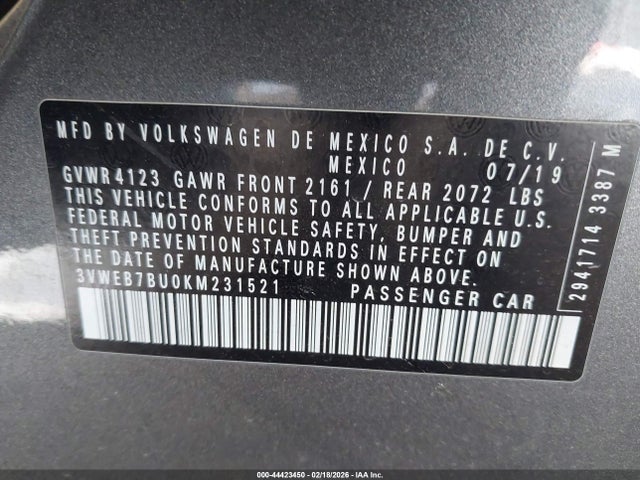 MFD BY VOLKSWAGEN DE MEXICO S.A. DE C.V.
MEXICO 07/19
GVWR 4123 GAWR FRONT 2161 / REAR 2072 LBS
THIS VEHICLE CONFORMS TO ALL APPLICABLE U.S.
FEDERAL MOTOR VEHICLE SAFETY, BUMPER AND
THEFT PREVENTION STANDARDS IN EFFECT ON
THE DATE OF MANUFACTURE SHOWN ABOVE.
3VWEB7BU0KM231521 PASSENGER CAR
2941714 3387 M
000-44423450 - 02/18/2026 - IAA Inc.